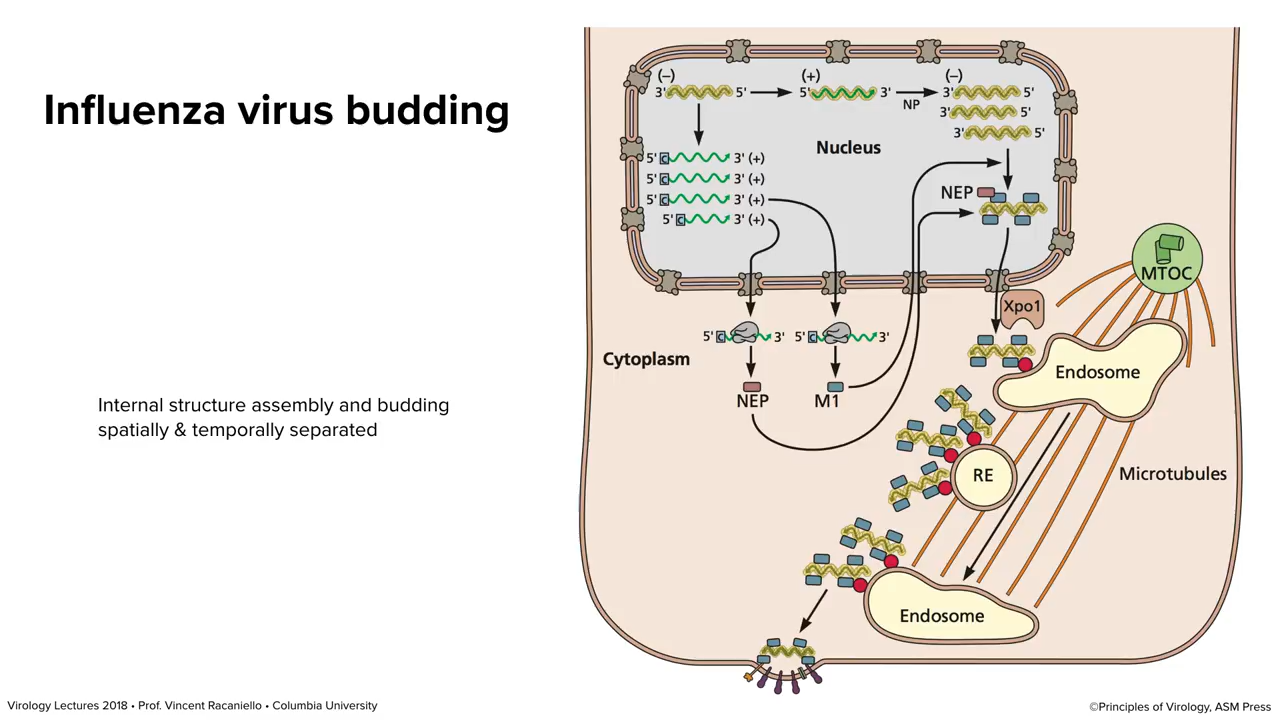 Influenza virus budding
Internal structure assembly and budding
spatially & temporally separated
(–)
3' 5'
(+)
5' 3'
NP
(–)
3' 5'
3' 5'
3' 5'
Nucleus
5' C 3' (+)
5' C 3' (+)
5' C 3' (+)
5' C 3' (+)
NEP
MTOC
Xpo1
5' C 3'
5' C 3'
Cytoplasm
NEP
M1
Endosome
RE
Microtubules
Endosome
Virology Lectures 2018 • Prof. Vincent Racaniello • Columbia University
©Principles of Virology, ASM Press